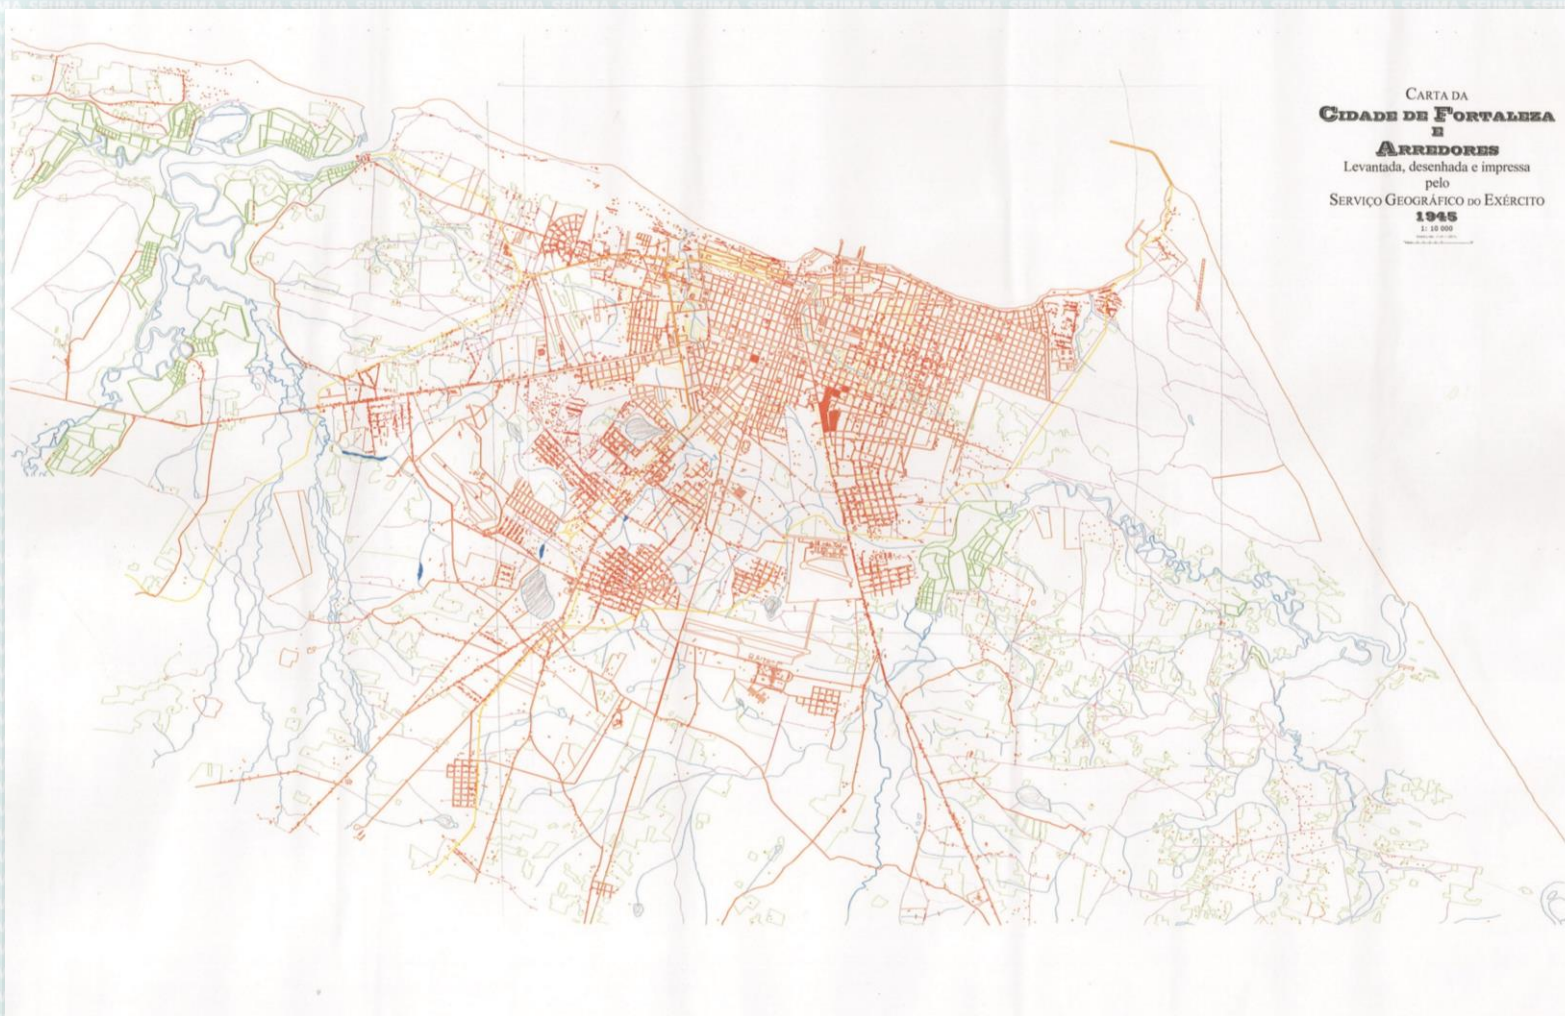 CARTA DA
CIDADE DE FORTALEZA
E
ARREDORES
Levantada, desenhada e impressa
pelo
SERVIÇO GEOGRÁFICO DO EXÉRCITO
1945
1: 10 000